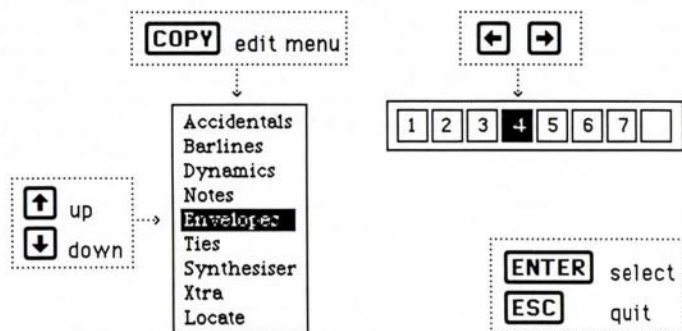 COPY edit menu
← →
Accidentals
Barlines
Dynamics
Notes
Envelopes
Ties
Synthesiser
Xtra
Locate
1 2 3 4 5 6 7
↑ up
↓ down
ENTER select
ESC quit